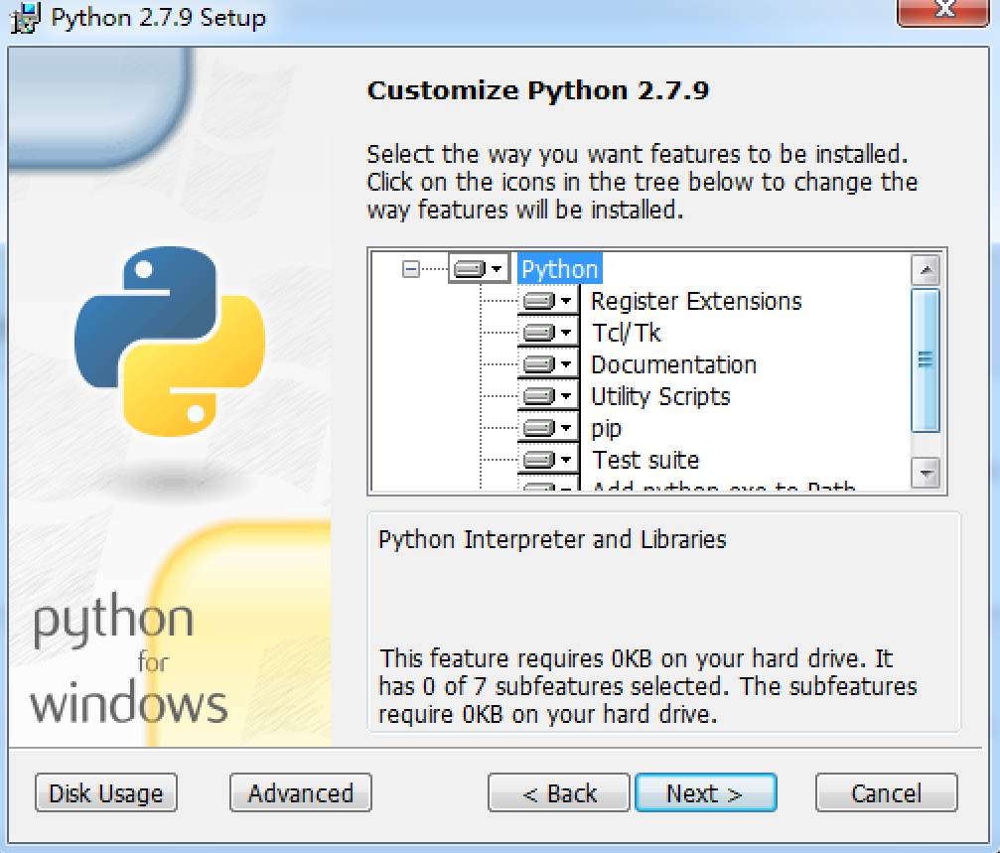 Python 2.7.9 Setup
Customize Python 2.7.9
Select the way you want features to be installed.
Click on the icons in the tree below to change the
way features will be installed.
Python
Register Extensions
Tcl/Tk
Documentation
Utility Scripts
pip
Test suite
Add python.exe to Path
Python Interpreter and Libraries
This feature requires 0KB on your hard drive. It
has 0 of 7 subfeatures selected. The subfeatures
require 0KB on your hard drive.
python
for
windows
Disk Usage
Advanced
< Back
Next >
Cancel